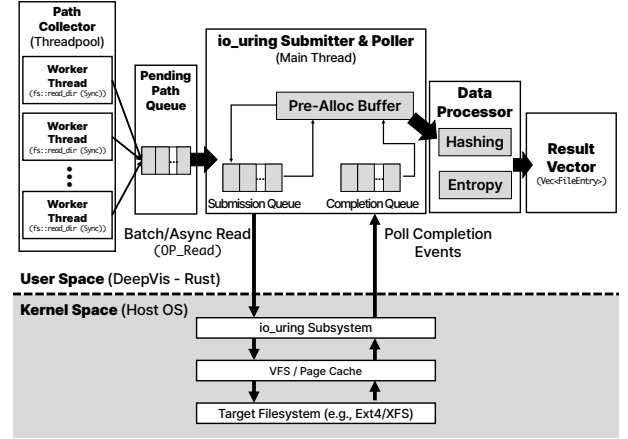 Path
Collector
(Threadpool)
Worker
Thread
(fs::read_dir (Sync))
Worker
Thread
(fs::read_dir (Sync))
Worker
Thread
(fs::read_dir (Sync))
Pending
Path
Queue
...
io_uring Submitter & Poller
(Main Thread)
Pre-Alloc Buffer
...
Submission Queue
...
Completion Queue
Data
Processor
Hashing
Entropy
Result
Vector
(Vec<FileEntry>)
Batch/Async Read
(OP_Read)
Poll Completion
Events
User Space (DeepVis - Rust)
Kernel Space (Host OS)
io_uring Subsystem
VFS / Page Cache
Target Filesystem (e.g., Ext4/XFS)